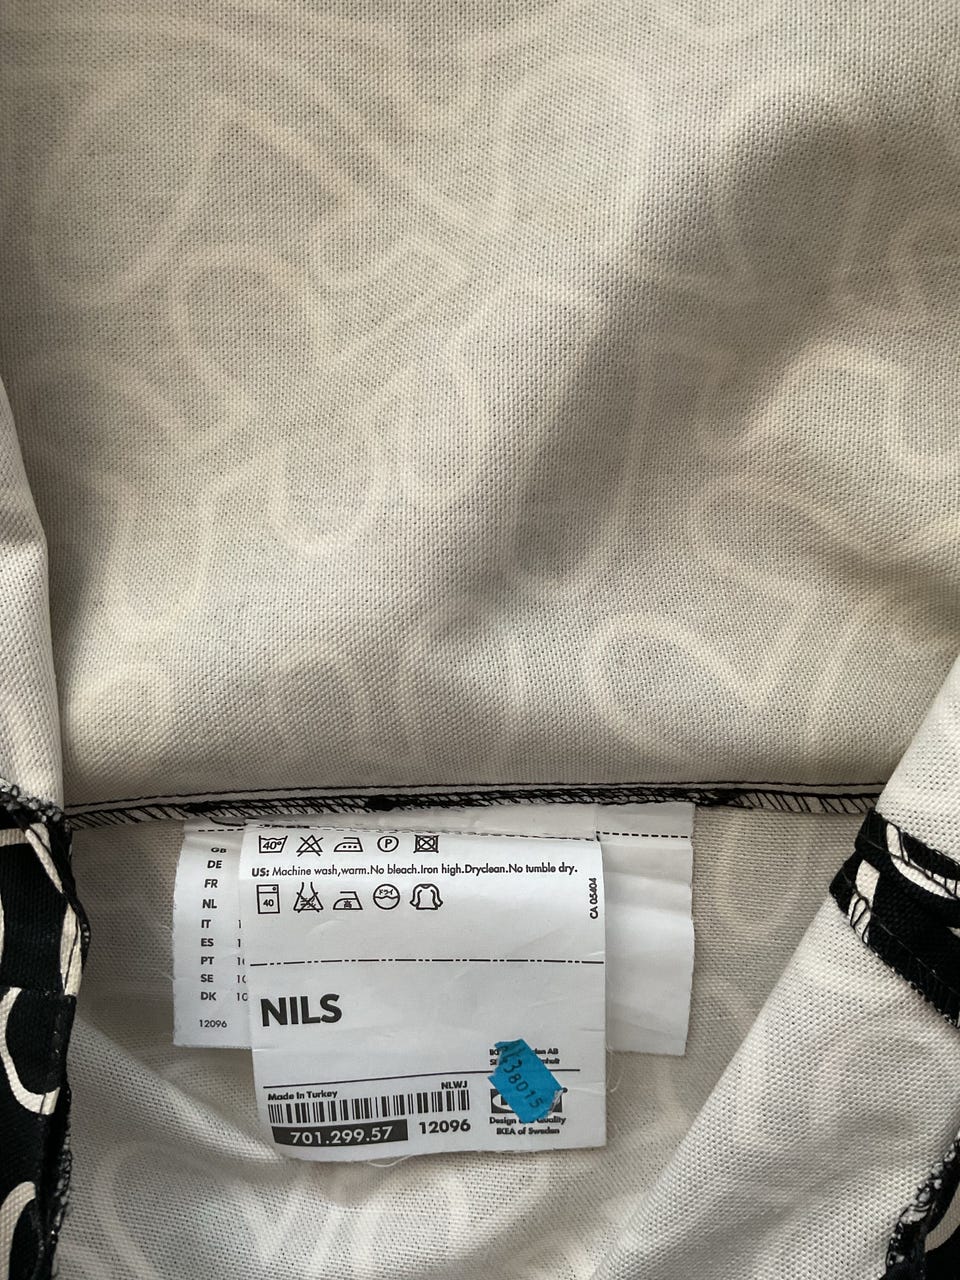 GB
DE
FR
NL
IT
ES
PT
SE
DK
12096
40°
P
US: Machine wash,warm.No bleach.Iron high.Dryclean.No tumble dry.
40
CA 05404
NILS
Made In Turkey
NLWJ
701.299.57
12096
Design Quality
IKEA of Sweden